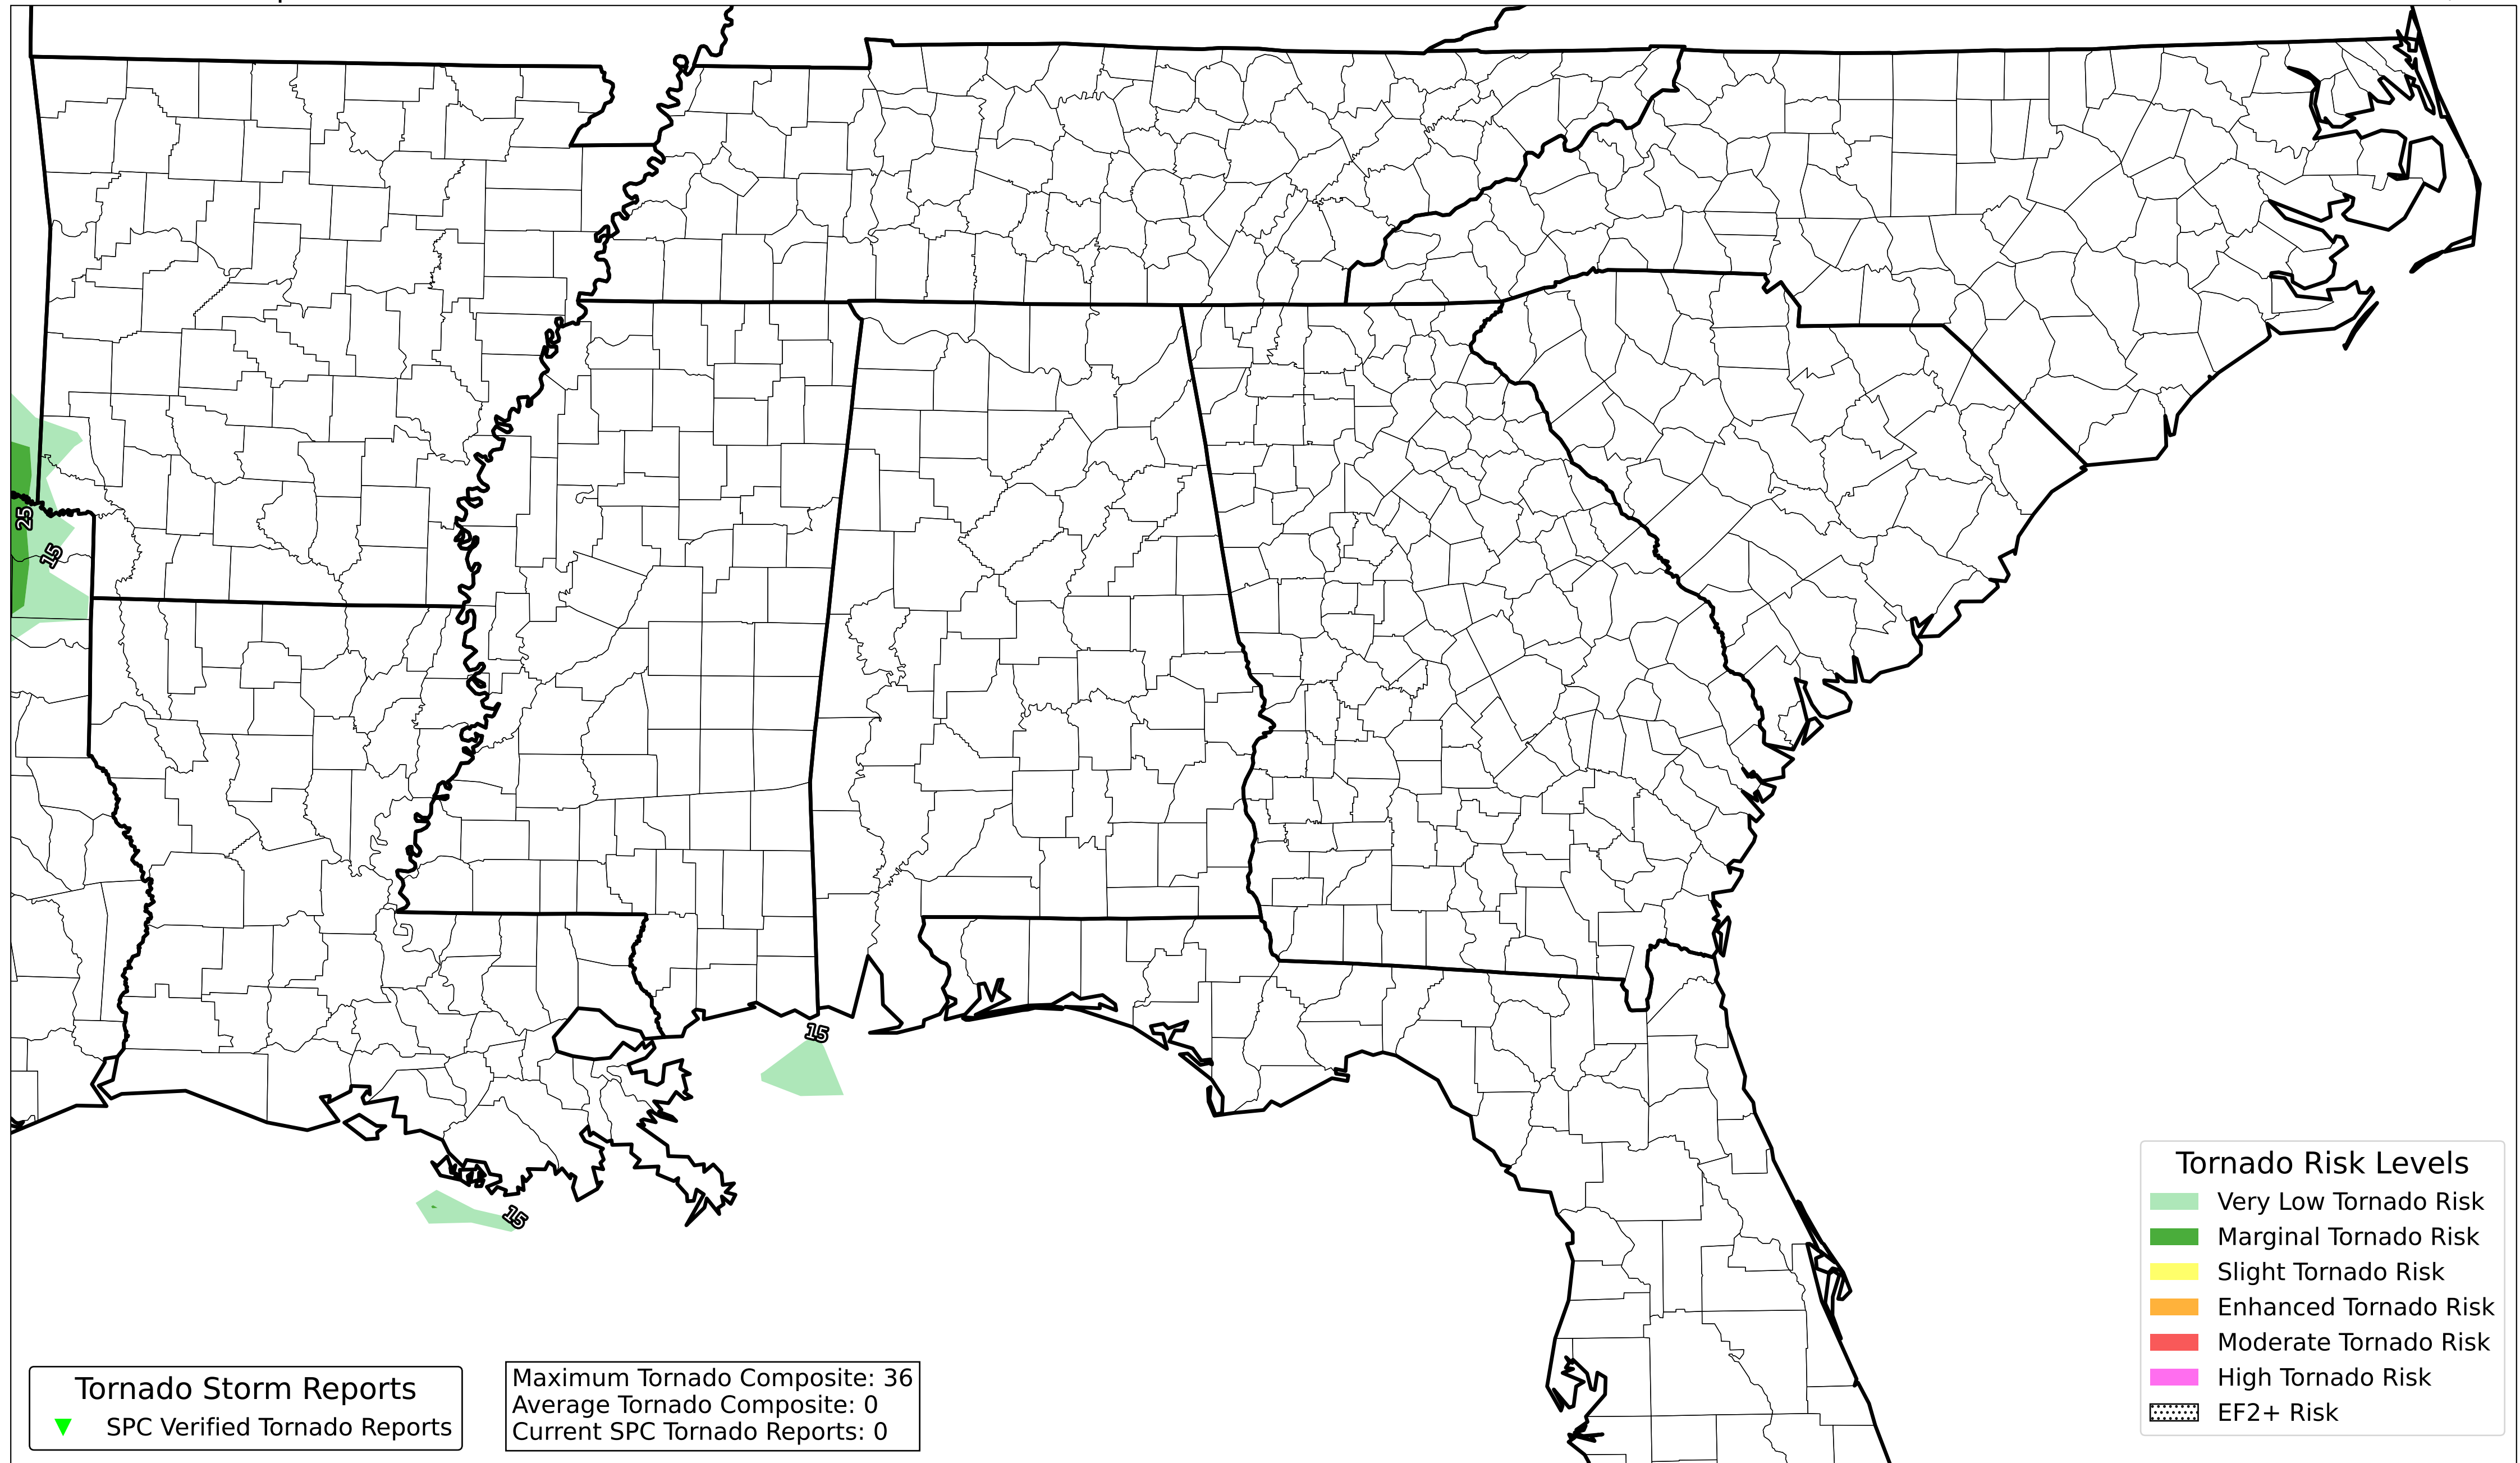 25
15
15
15
Tornado Risk Levels
Very Low Tornado Risk
Marginal Tornado Risk
Slight Tornado Risk
Enhanced Tornado Risk
Moderate Tornado Risk
High Tornado Risk
EF2+ Risk
Tornado Storm Reports
SPC Verified Tornado Reports
Maximum Tornado Composite: 36
Average Tornado Composite: 0
Current SPC Tornado Reports: 0